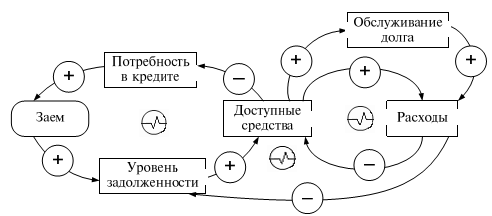 Обслуживание
долга
+
+
Потребность
в кредите
+
−
+
Заем
Доступные
средства
Расходы
+
Уровень
задолженности
+
−
−